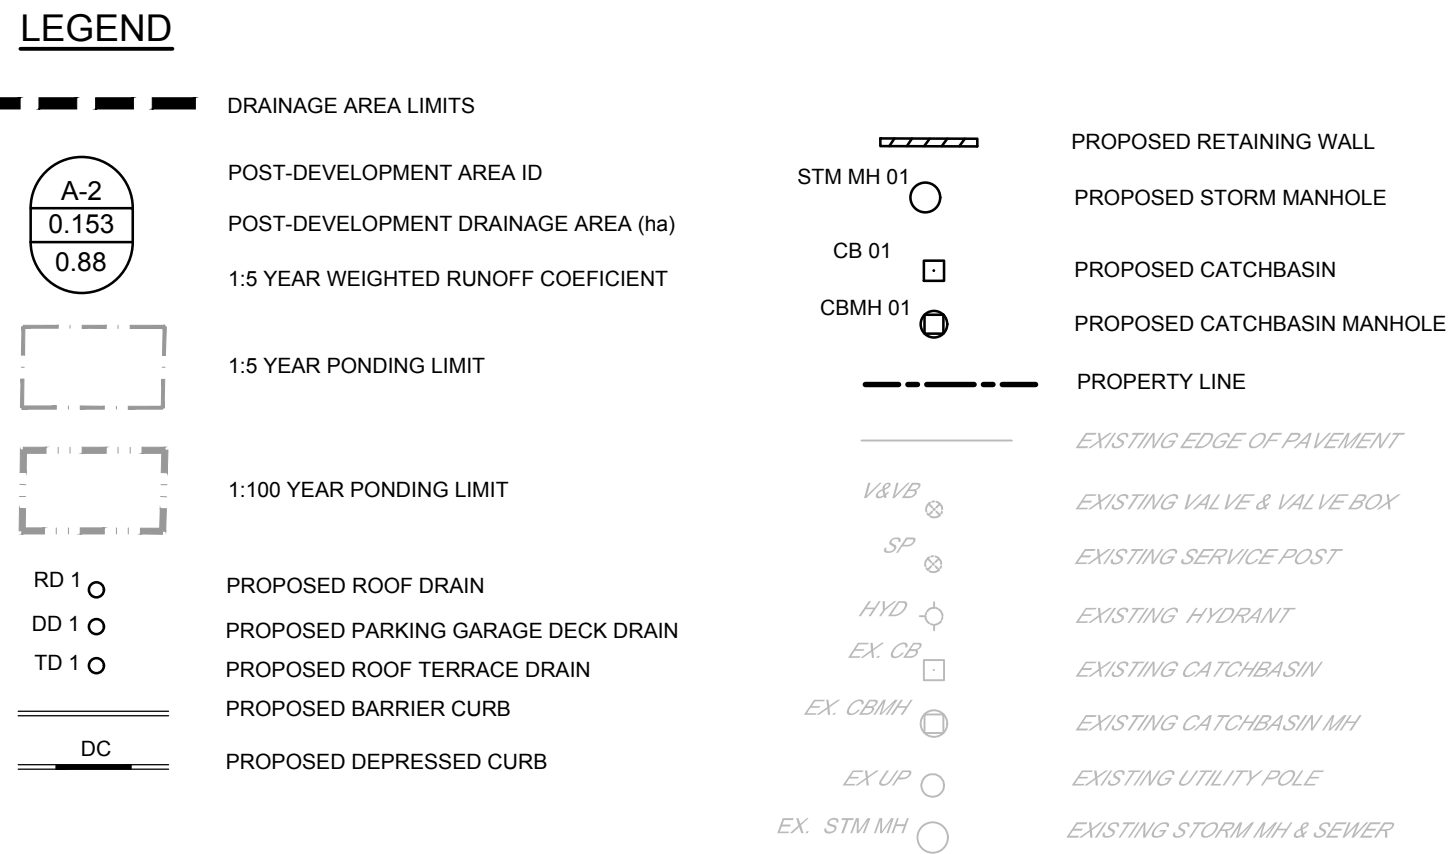 LEGEND
DRAINAGE AREA LIMITS
A-2
0.153
0.88
POST-DEVELOPMENT AREA ID
POST-DEVELOPMENT DRAINAGE AREA (ha)
1:5 YEAR WEIGHTED RUNOFF COEFICIENT
1:5 YEAR PONDING LIMIT
1:100 YEAR PONDING LIMIT
RD 1 PROPOSED ROOF DRAIN
DD 1 PROPOSED PARKING GARAGE DECK DRAIN
TD 1 PROPOSED ROOF TERRACE DRAIN
PROPOSED BARRIER CURB
DC PROPOSED DEPRESSED CURB
PROPOSED RETAINING WALL
STM MH 01 PROPOSED STORM MANHOLE
CB 01 PROPOSED CATCHBASIN
CBMH 01 PROPOSED CATCHBASIN MANHOLE
PROPERTY LINE
EXISTING EDGE OF PAVEMENT
V&VB EXISTING VALVE & VALVE BOX
SP EXISTING SERVICE POST
HYD EXISTING HYDRANT
EX. CB EXISTING CATCHBASIN
EX. CBMH EXISTING CATCHBASIN MH
EX UP EXISTING UTILITY POLE
EX. STM MH EXISTING STORM MH & SEWER